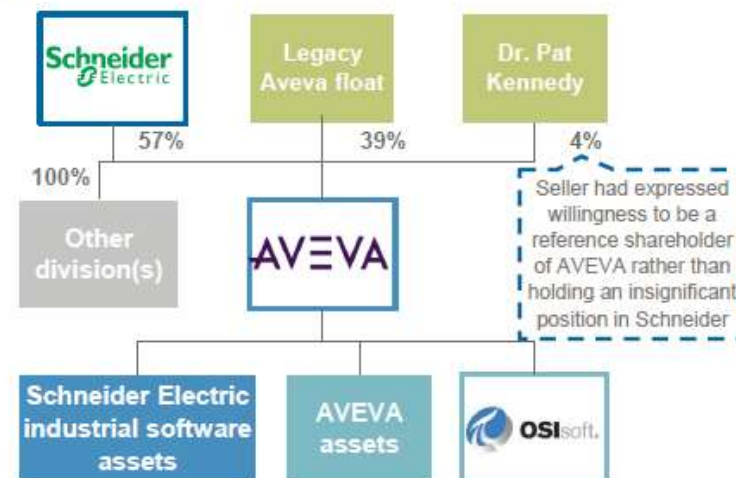 Schneider
Electric
Legacy
Aveva float
Dr. Pat
Kennedy
57%
39%
4%
100%
Other
division(s)
AVEVA
Seller had expressed
willingness to be a
reference shareholder
of AVEVA rather than
holding an insignificant
position in Schneider
Schneider Electric
industrial software
assets
AVEVA
assets
OSIsoft.